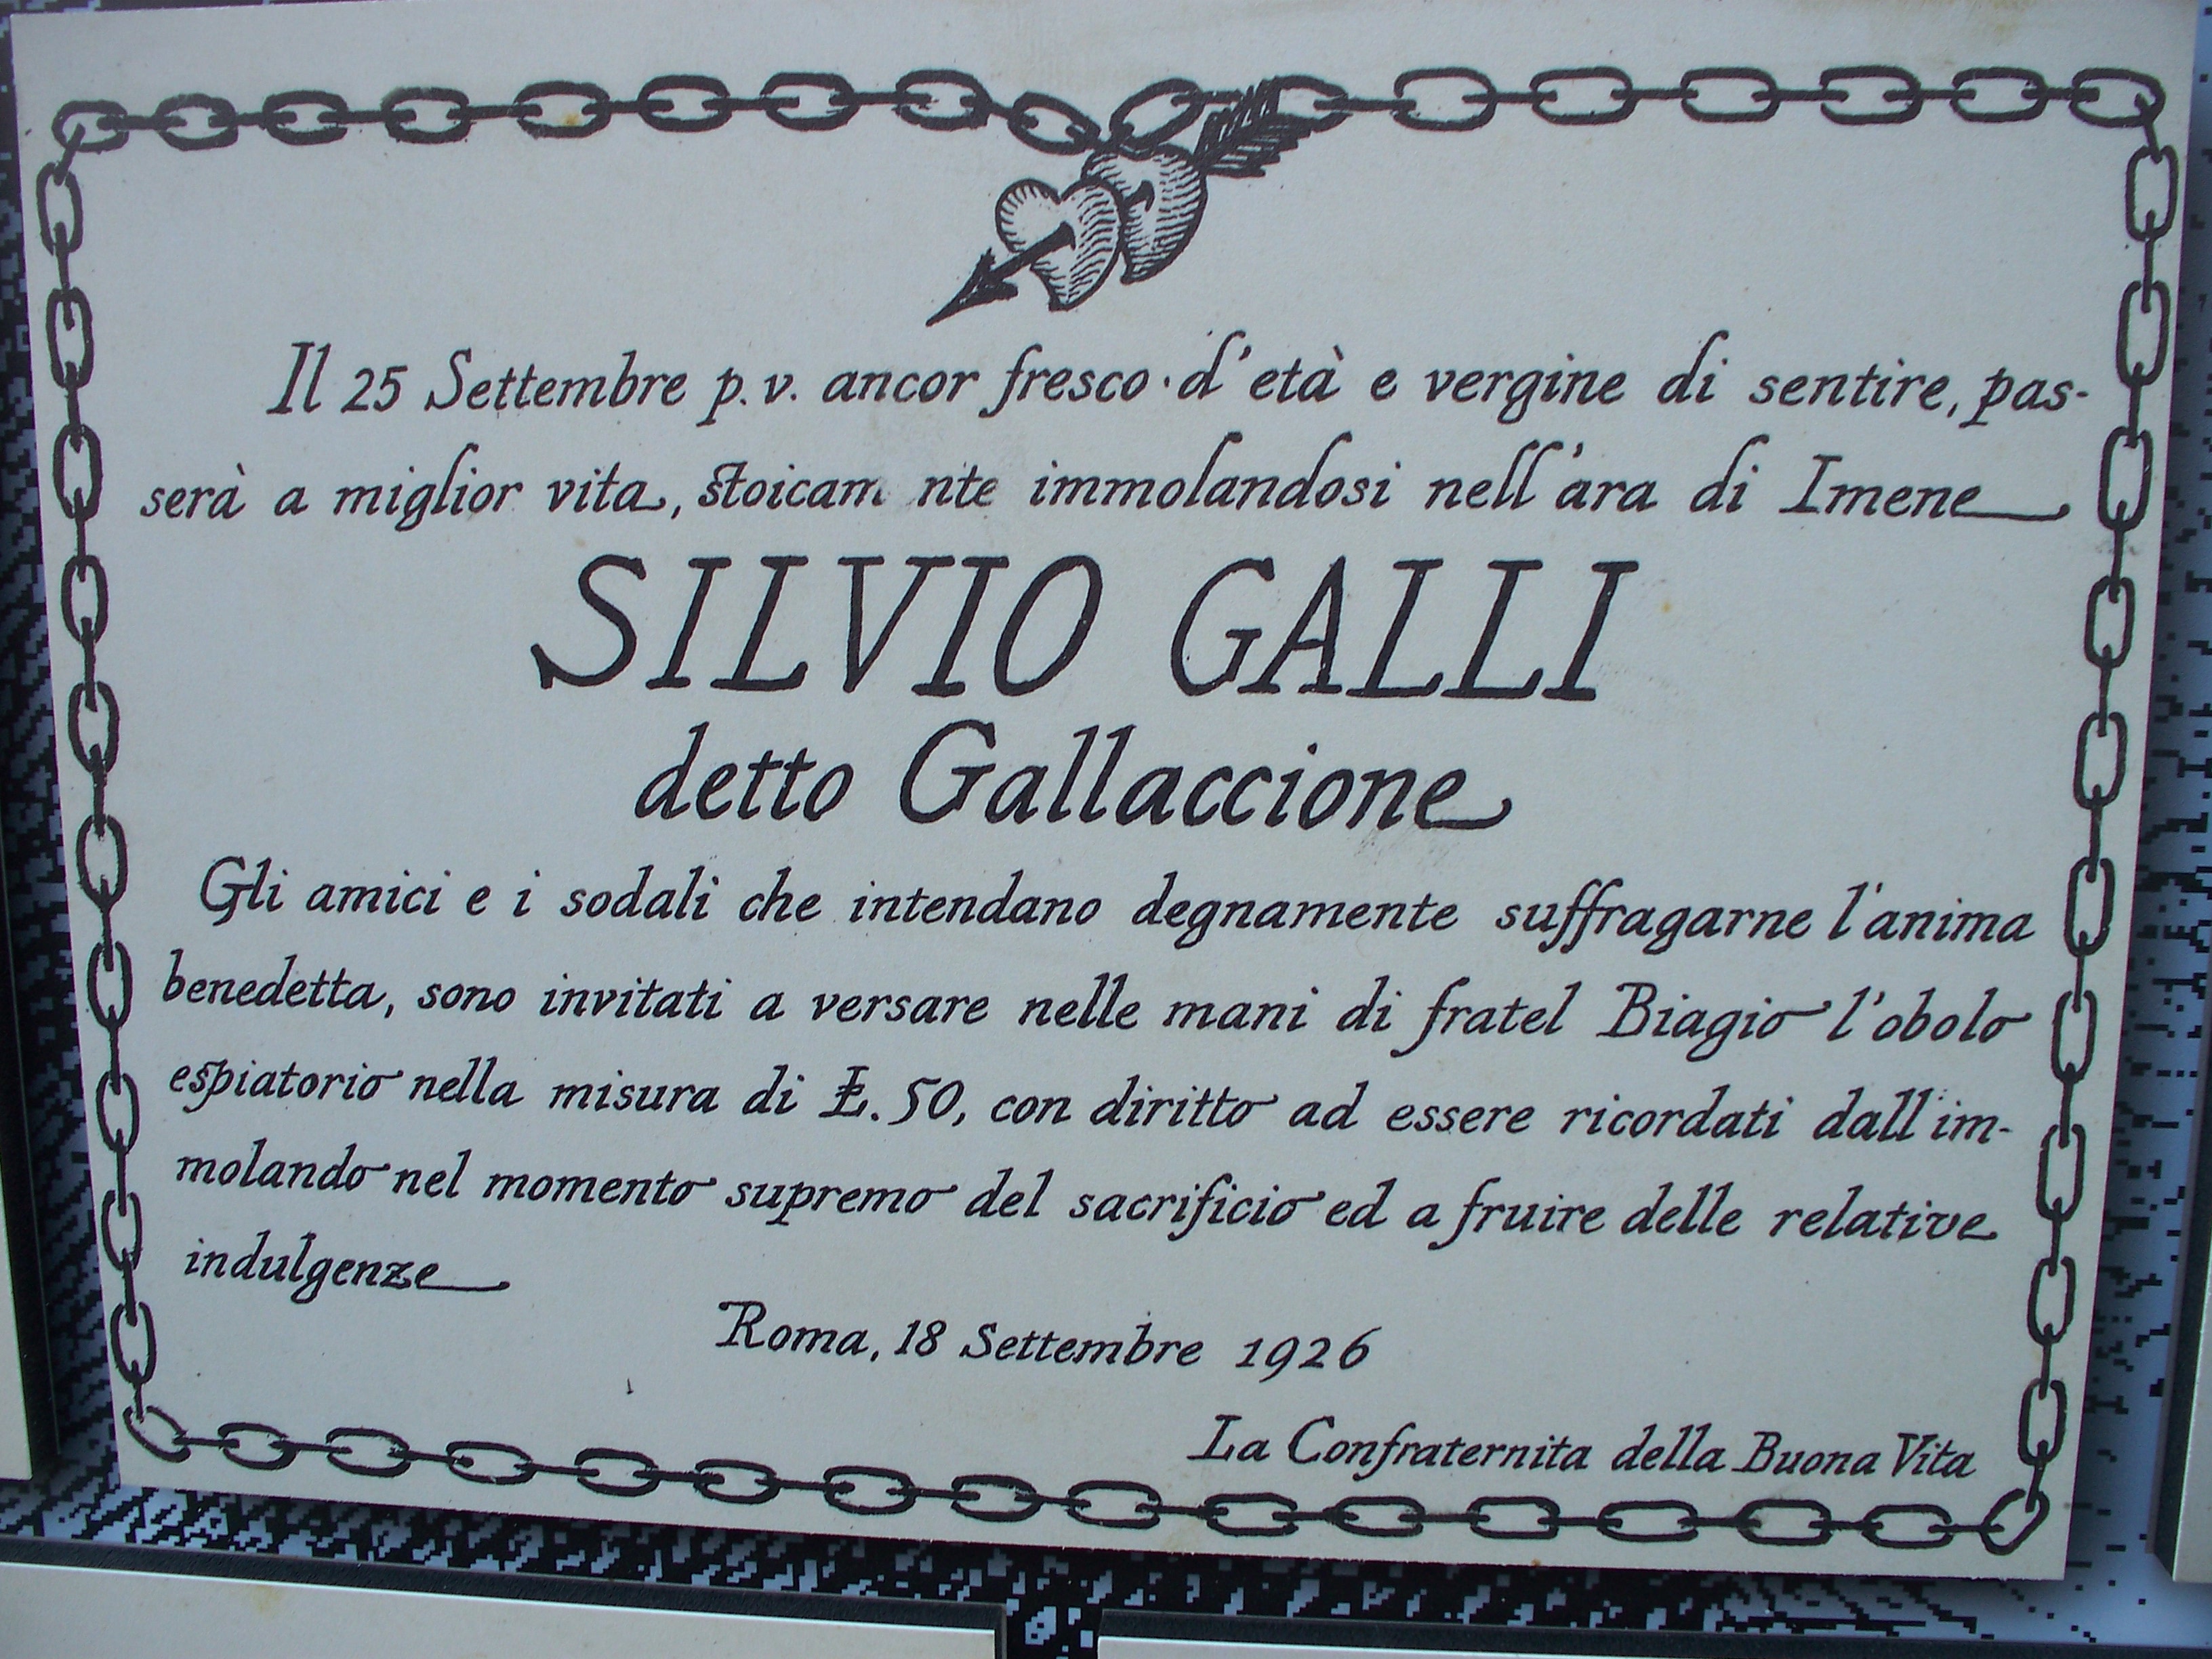 Il 25 Settembre p.v. ancor fresco d'età e vergine di sentire, pas-
serà a miglior vita, stoicam nte immolandosi nell'ara di Imene
SILVIO GALLI
detto Gallaccione
Gli amici e i sodali che intendano degnamente suffragarne l'anima
benedetta, sono invitati a versare nelle mani di fratel Biagio l'obolo
espiatorio nella misura di Ł. 50, con diritto ad essere ricordati dall'im-
molando nel momento supremo del sacrificio ed a fruire delle relative
indulgenze
Roma, 18 Settembre 1926
La Confraternita della Buona Vita